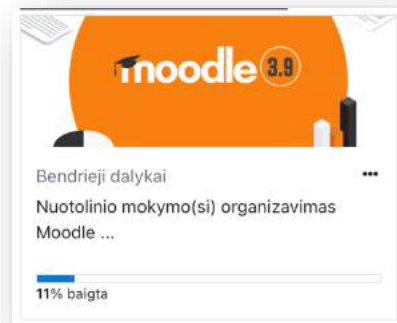 moodle 3.9
Bendrieji dalykai
Nuotolinio mokymo(si) organizavimas
Moodle ...
11% baigta